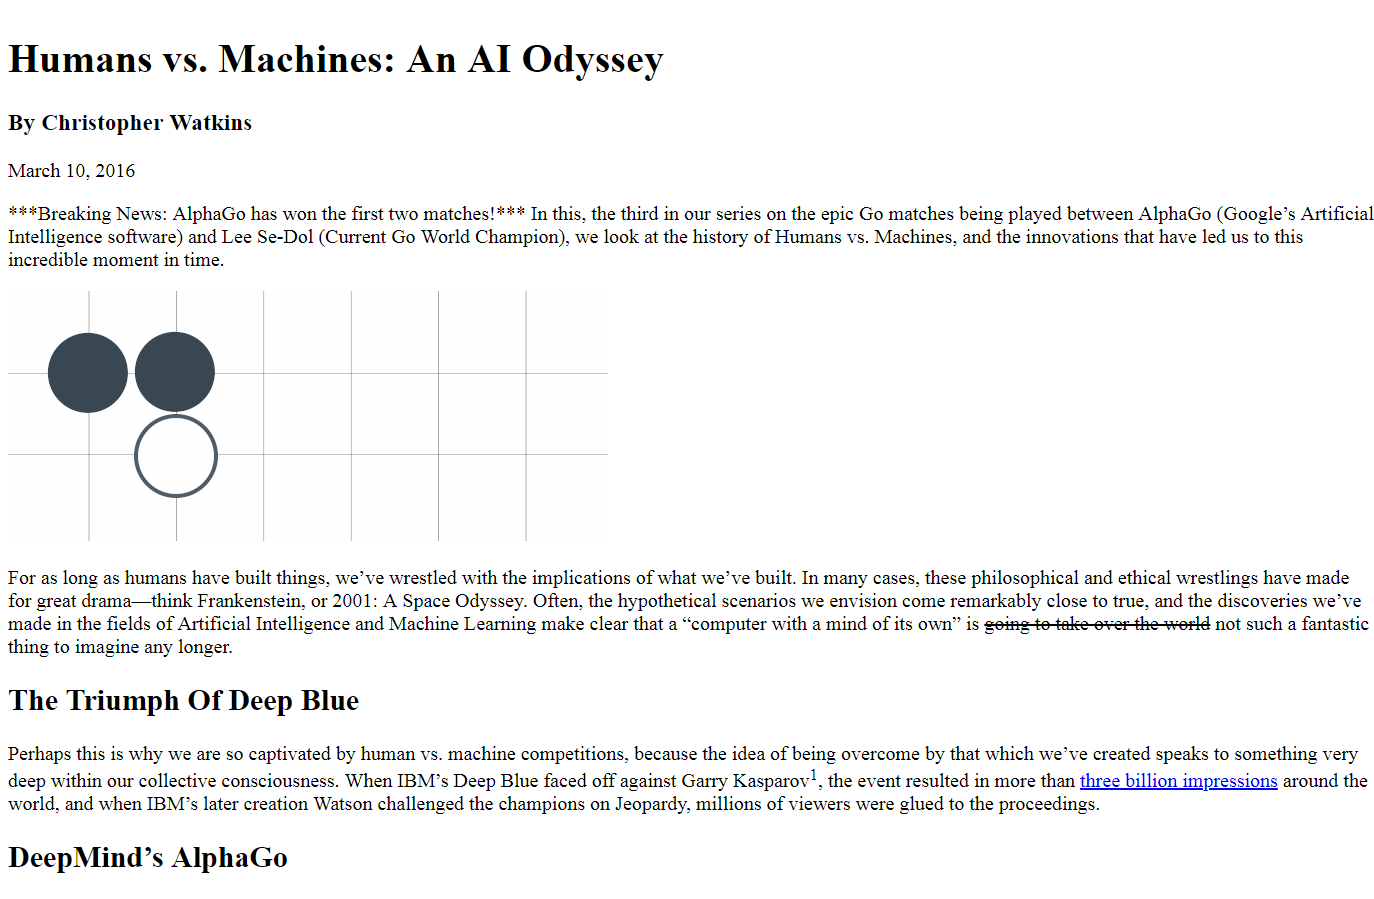 Humans vs. Machines: An AI Odyssey
By Christopher Watkins
March 10, 2016
***Breaking News: AlphaGo has won the first two matches!*** In this, the third in our series on the epic Go matches being played between AlphaGo (Google’s Artificial
Intelligence software) and Lee Se-Dol (Current Go World Champion), we look at the history of Humans vs. Machines, and the innovations that have led us to this
incredible moment in time.
For as long as humans have built things, we’ve wrestled with the implications of what we’ve built. In many cases, these philosophical and ethical wrestlings have made
for great drama—think Frankenstein, or 2001: A Space Odyssey. Often, the hypothetical scenarios we envision come remarkably close to true, and the discoveries we’ve
made in the fields of Artificial Intelligence and Machine Learning make clear that a “computer with a mind of its own” is going to take over the world not such a fantastic
thing to imagine any longer.
The Triumph Of Deep Blue
Perhaps this is why we are so captivated by human vs. machine competitions, because the idea of being overcome by that which we’ve created speaks to something very
deep within our collective consciousness. When IBM’s Deep Blue faced off against Garry Kasparov1, the event resulted in more than three billion impressions around the
world, and when IBM’s later creation Watson challenged the champions on Jeopardy, millions of viewers were glued to the proceedings.
DeepMind’s AlphaGo